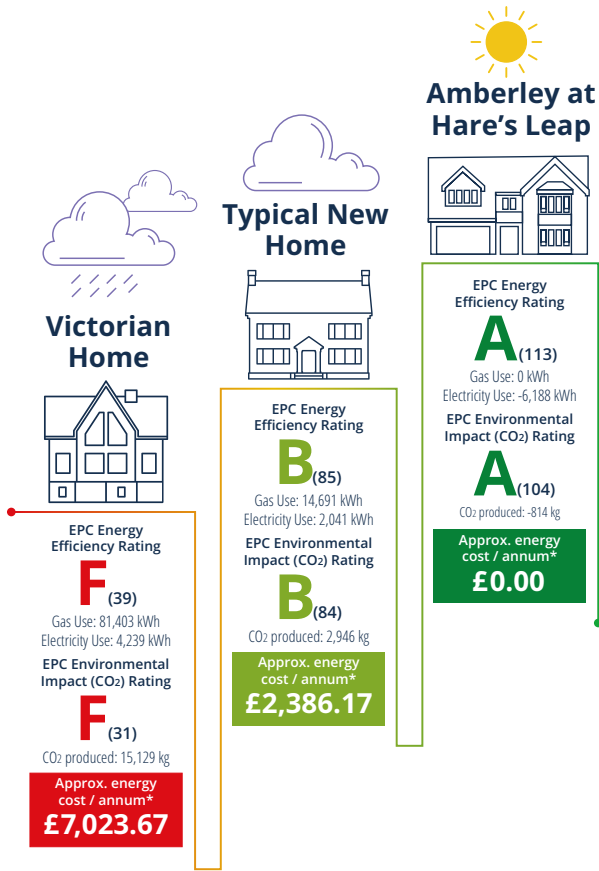 Victorian
Home
EPC Energy
Efficiency Rating
F (39)
Gas Use: 81,403 kWh
Electricity Use: 4,239 kWh
EPC Environmental
Impact (CO2) Rating
F (31)
CO2 produced: 15,129 kg
Approx. energy
cost / annum*
£7,023.67
Typical New
Home
EPC Energy
Efficiency Rating
B (85)
Gas Use: 14,691 kWh
Electricity Use: 2,041 kWh
EPC Environmental
Impact (CO2) Rating
B (84)
CO2 produced: 2,946 kg
Approx. energy
cost / annum*
£2,386.17
Amberley at
Hare’s Leap
EPC Energy
Efficiency Rating
A (113)
Gas Use: 0 kWh
Electricity Use: -6,188 kWh
EPC Environmental
Impact (CO2) Rating
A (104)
CO2 produced: -814 kg
Approx. energy
cost / annum*
£0.00